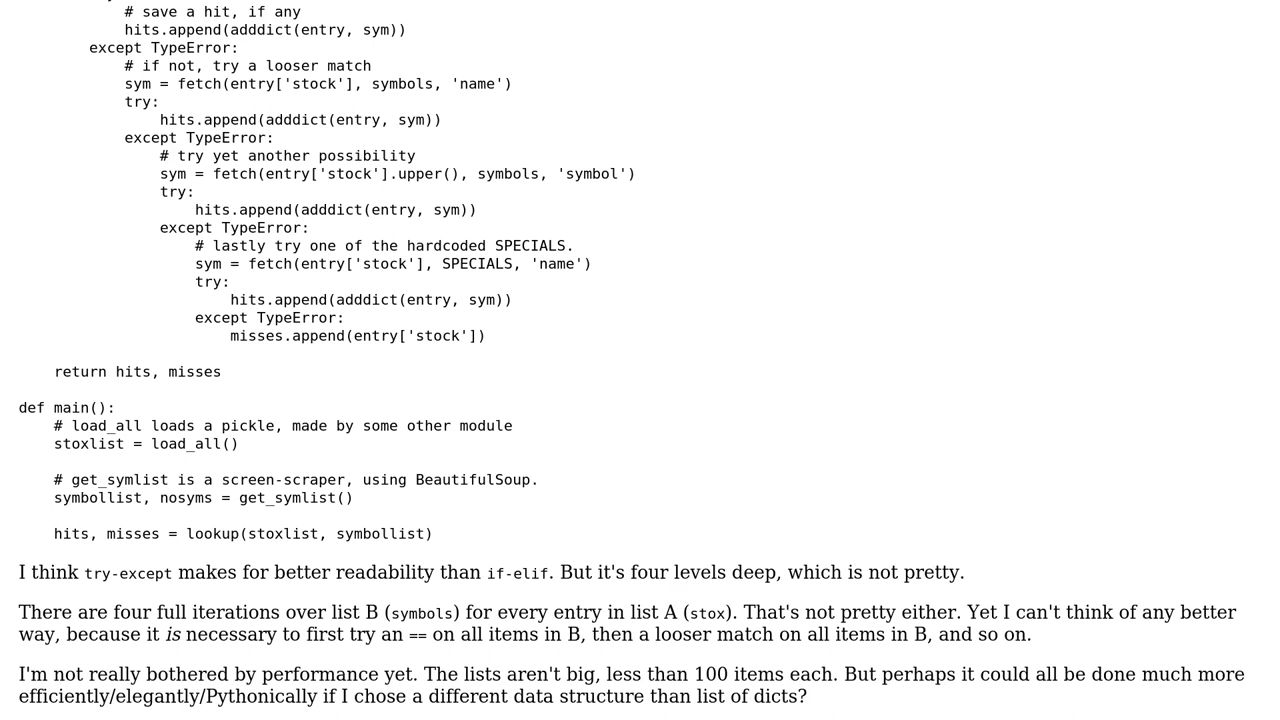 # save a hit, if any
            hits.append(adddict(entry, sym))
        except TypeError:
            # if not, try a looser match
            sym = fetch(entry['stock'], symbols, 'name')
            try:
                hits.append(adddict(entry, sym))
            except TypeError:
                # try yet another possibility
                sym = fetch(entry['stock'].upper(), symbols, 'symbol')
                try:
                    hits.append(adddict(entry, sym))
                except TypeError:
                    # lastly try one of the hardcoded SPECIALS.
                    sym = fetch(entry['stock'], SPECIALS, 'name')
                    try:
                        hits.append(adddict(entry, sym))
                    except TypeError:
                        misses.append(entry['stock'])

    return hits, misses

def main():
    # load_all loads a pickle, made by some other module
    stoxlist = load_all()

    # get_symlist is a screen-scraper, using BeautifulSoup.
    symbollist, nosyms = get_symlist()

    hits, misses = lookup(stoxlist, symbollist)

I think try-except makes for better readability than if-elif. But it's four levels deep, which is not pretty.

There are four full iterations over list B (symbols) for every entry in list A (stox). That's not pretty either. Yet I can't think of any better
way, because it is necessary to first try an == on all items in B, then a looser match on all items in B, and so on.

I'm not really bothered by performance yet. The lists aren't big, less than 100 items each. But perhaps it could all be done much more
efficiently/elegantly/Pythonically if I chose a different data structure than list of dicts?